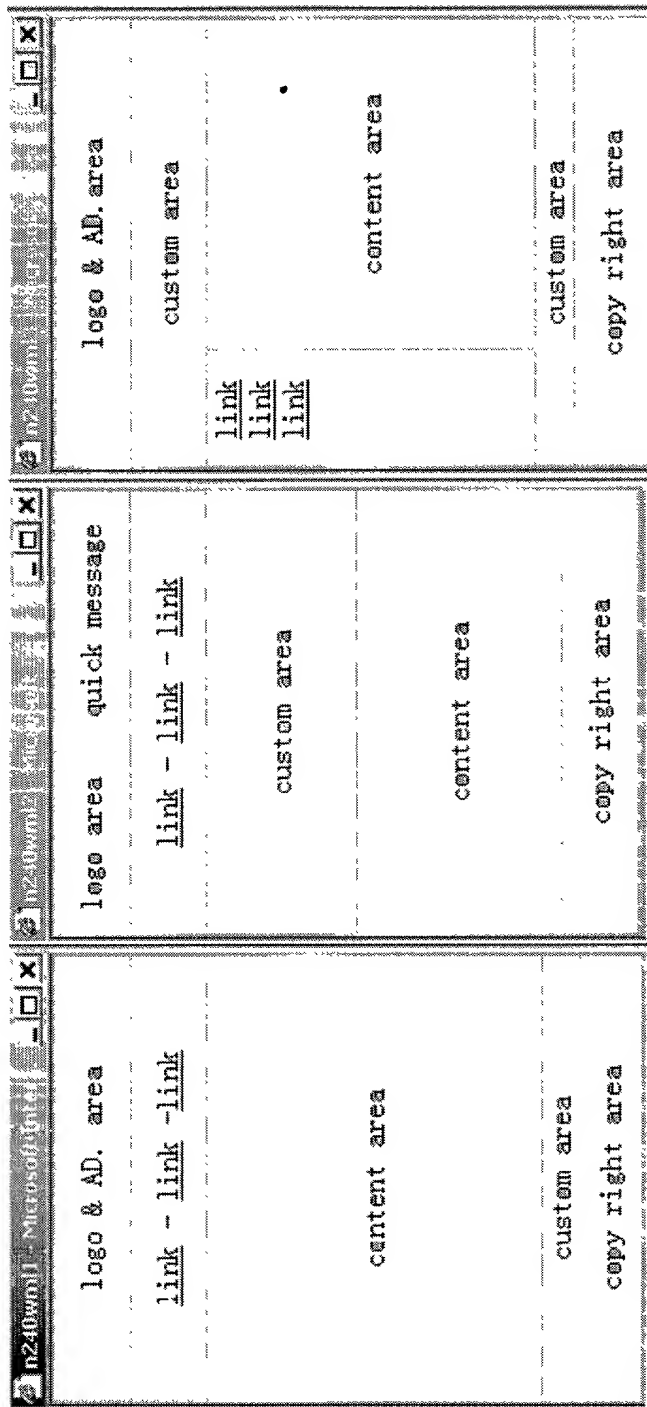 n240wml1 - Microsoft
logo & AD. area
link - link -link
content area
custom area
copy right area
n240wml2
logo area quick message
link - link - link
custom area
content area
copy right area
logo & AD. area
custom area
link
link
link
content area
custom area
copy right area